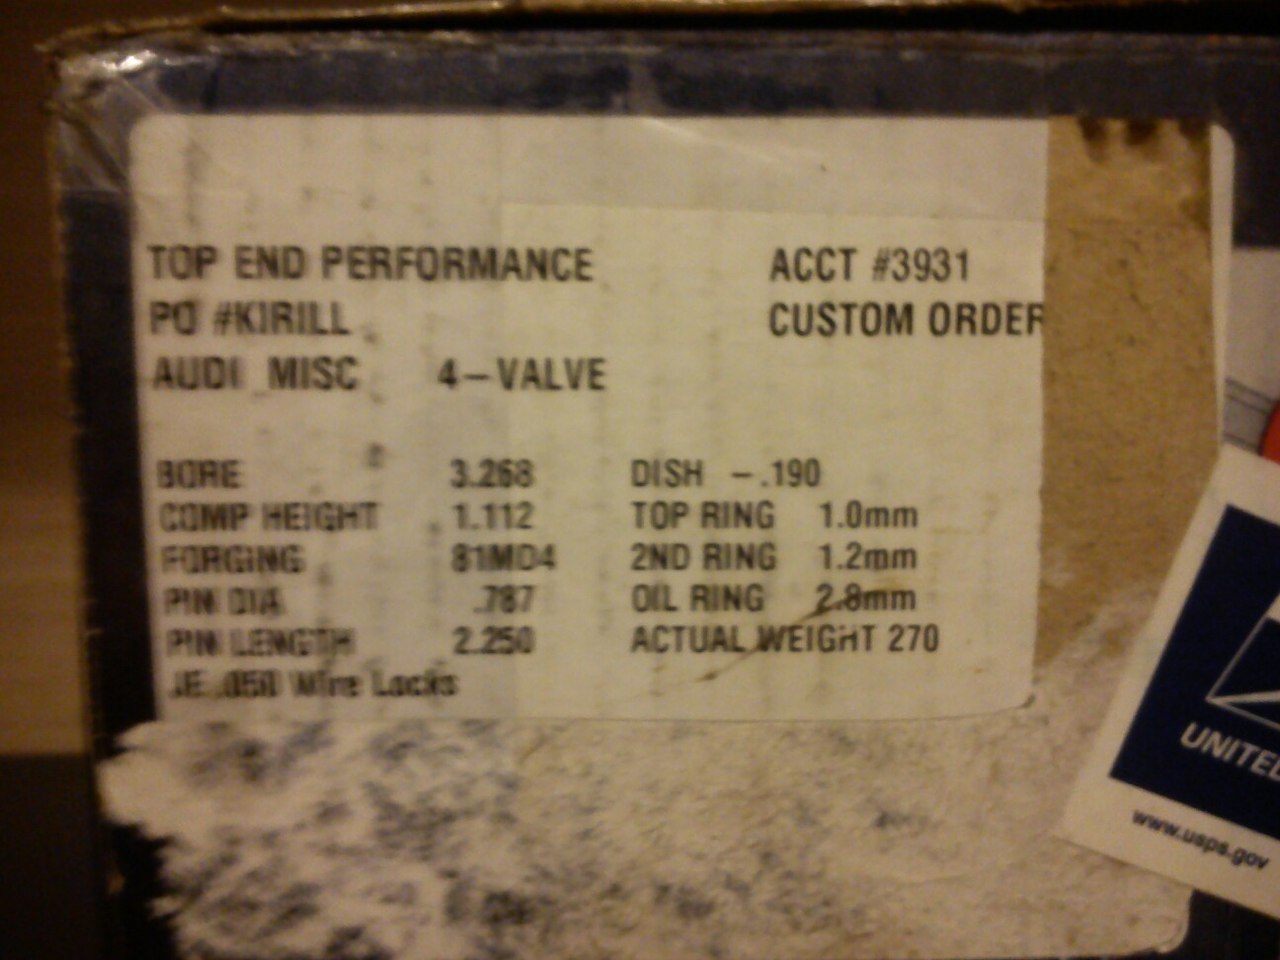 TOP END PERFORMANCE ACCT #3931
PO #KIRILL CUSTOM ORDER
AUDI MISC 4-VALVE
BORE 3.268 DISH -.190
COMP HEIGHT 1.112 TOP RING 1.0mm
FORGING 81MD4 2ND RING 1.2mm
PIN DIA .787 OIL RING 2.8mm
PIN LENGTH 2.250 ACTUAL WEIGHT 270
JE .050 Wire Locks
UNITED
www.usps.gov